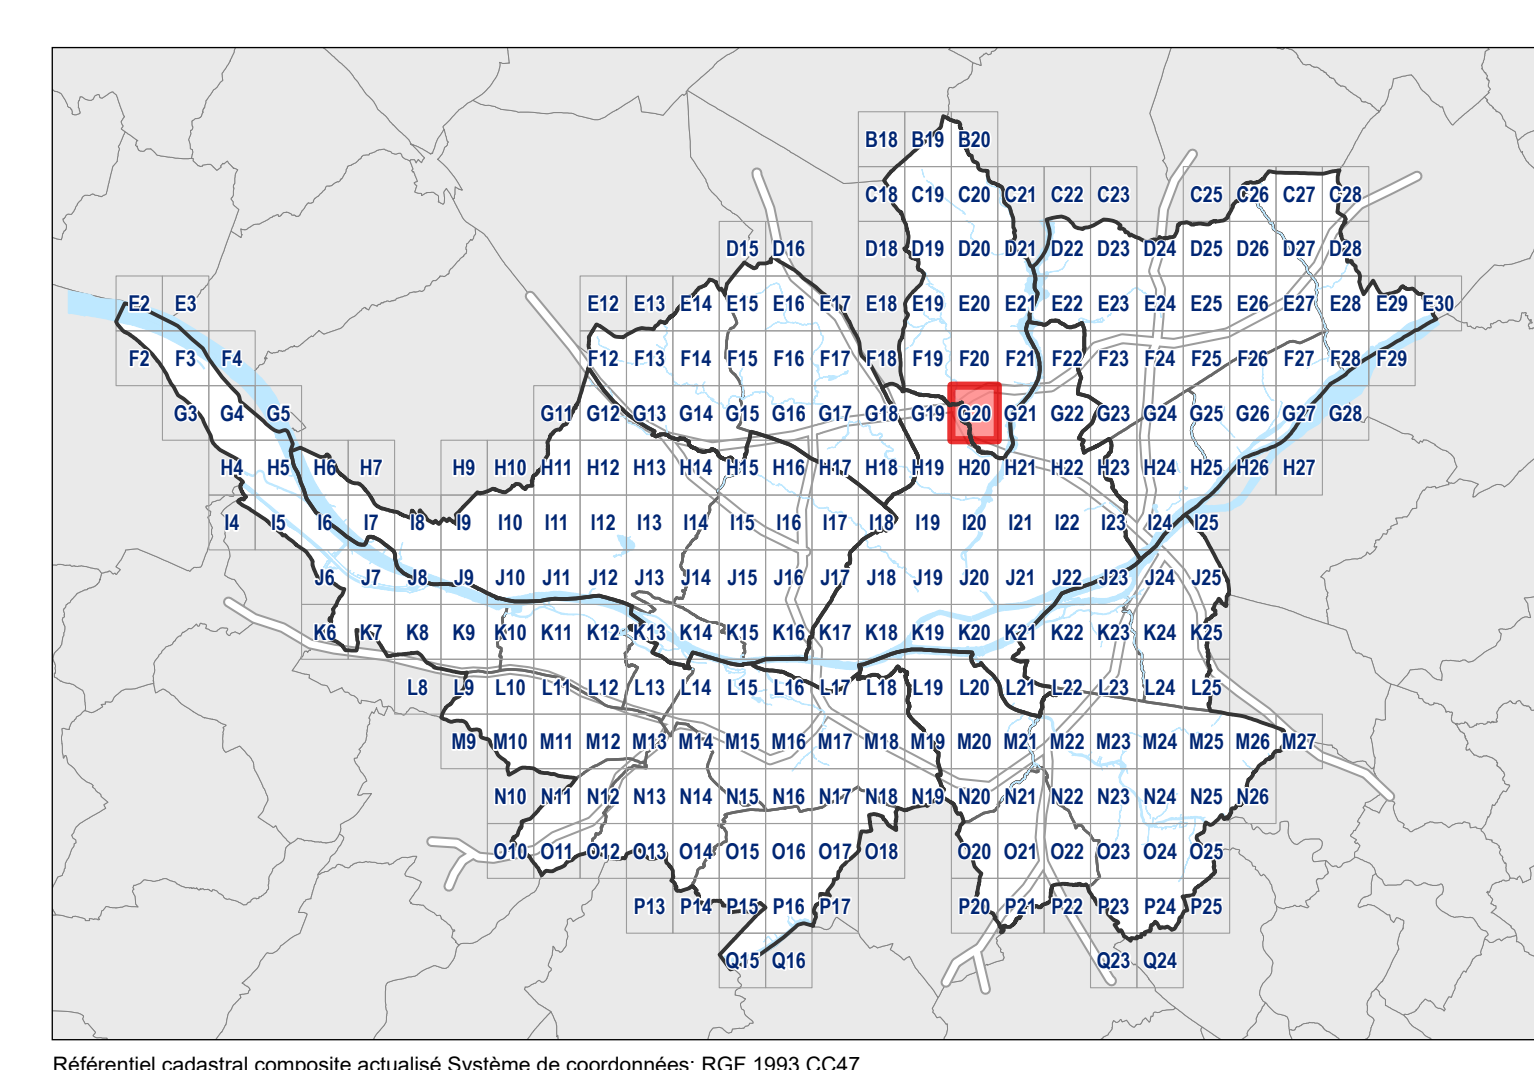 B18 B19 B20
C18 C19 C20 C21 C22 C23 C25 C26 C27 C28
D15 D16 D18 D19 D20 D21 D22 D23 D24 D25 D26 D27 D28
E2 E3 E12 E13 E14 E15 E16 E17 E18 E19 E20 E21 E22 E23 E24 E25 E26 E27 E28 E29 E30
F2 F3 F4 F12 F13 F14 F15 F16 F17 F18 F19 F20 F21 F22 F23 F24 F25 F26 F27 F28 F29
G3 G4 G5 G11 G12 G13 G14 G15 G16 G17 G18 G19 G20 G21 G22 G23 G24 G25 G26 G27 G28
H4 H5 H6 H7 H9 H10 H11 H12 H13 H14 H15 H16 H17 H18 H19 H20 H21 H22 H23 H24 H25 H26 H27
I4 I5 I6 I7 I8 I9 I10 I11 I12 I13 I14 I15 I16 I17 I18 I19 I20 I21 I22 I23 I24 I25
J6 J7 J8 J9 J10 J11 J12 J13 J14 J15 J16 J17 J18 J19 J20 J21 J22 J23 J24 J25
K6 K7 K8 K9 K10 K11 K12 K13 K14 K15 K16 K17 K18 K19 K20 K21 K22 K23 K24 K25
L8 L9 L10 L11 L12 L13 L14 L15 L16 L17 L18 L19 L20 L21 L22 L23 L24 L25
M9 M10 M11 M12 M13 M14 M15 M16 M17 M18 M19 M20 M21 M22 M23 M24 M25 M26 M27
N10 N11 N12 N13 N14 N15 N16 N17 N18 N19 N20 N21 N22 N23 N24 N25 N26
O10 O11 O12 O13 O14 O15 O16 O17 O18 O20 O21 O22 O23 O24 O25
P13 P14 P15 P16 P17 P20 P21 P22 P23 P24 P25
Q15 Q16 Q23 Q24
Référentiel cadastral composite actualisé Système de coordonnées: RGF 1993 CC47